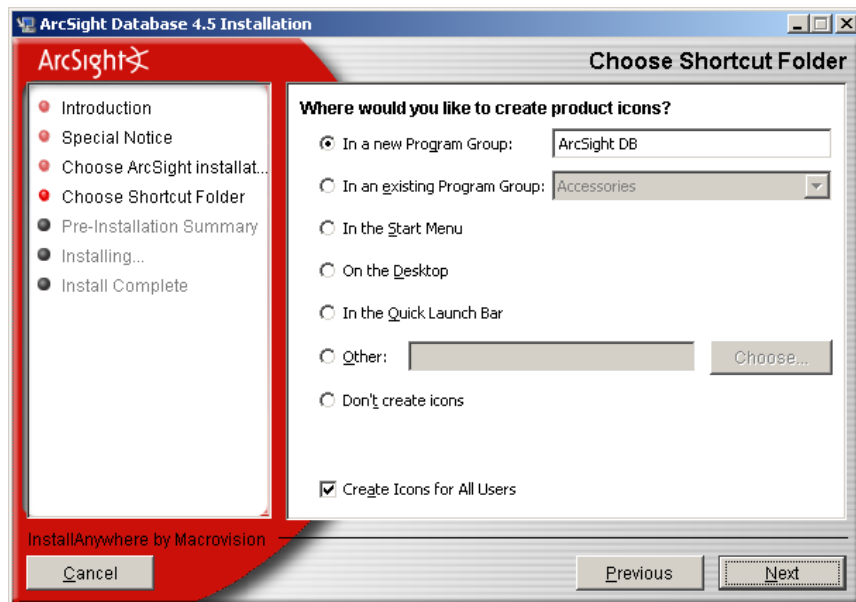 ArcSight Database 4.5 Installation
ArcSight
Choose Shortcut Folder
Introduction
Special Notice
Choose ArcSight installat...
Choose Shortcut Folder
Pre-Installation Summary
Installing...
Install Complete
Where would you like to create product icons?
In a new Program Group: ArcSight DB
In an existing Program Group: Accessories
In the Start Menu
On the Desktop
In the Quick Launch Bar
Other: Choose...
Don't create icons
Create Icons for All Users
InstallAnywhere by Macrovision
Cancel Previous Next